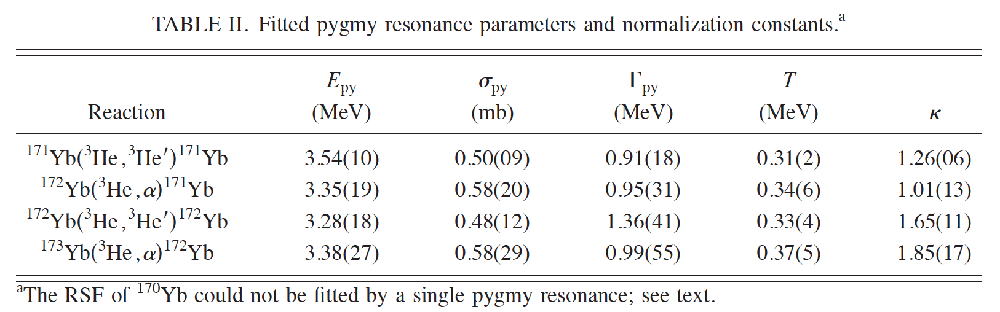 TABLE II. Fitted pygmy resonance parameters and normalization constants.ᵃ
E_py σ_py Γ_py T
Reaction (MeV) (mb) (MeV) (MeV) κ
¹⁷¹Yb(³He,³He′)¹⁷¹Yb 3.54(10) 0.50(09) 0.91(18) 0.31(2) 1.26(06)
¹⁷²Yb(³He,α)¹⁷¹Yb 3.35(19) 0.58(20) 0.95(31) 0.34(6) 1.01(13)
¹⁷²Yb(³He,³He′)¹⁷²Yb 3.28(18) 0.48(12) 1.36(41) 0.33(4) 1.65(11)
¹⁷³Yb(³He,α)¹⁷²Yb 3.38(27) 0.58(29) 0.99(55) 0.37(5) 1.85(17)
ᵃThe RSF of ¹⁷⁰Yb could not be fitted by a single pygmy resonance; see text.